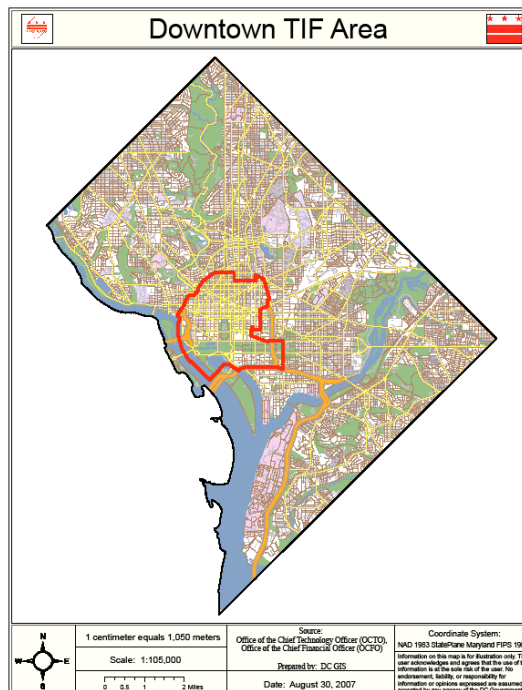 Downtown TIF Area
N
W
E
S
1 centimeter equals 1,050 meters
Scale: 1:105,000
0 0.5 1 2 Miles
Source:
Office of the Chief Technology Officer (OCTO),
Office of the Chief Financial Officer (OCFO)
Prepared by: DC GIS
Date: August 30, 2007
Coordinate System:
NAD 1983 StatePlane Maryland FIPS 190
Information on this map is for illustration only.
user acknowledges and agrees that the use of
information is at the sole risk of the user. No
endorsement, liability, or responsibility for
information or opinions expressed are assumed